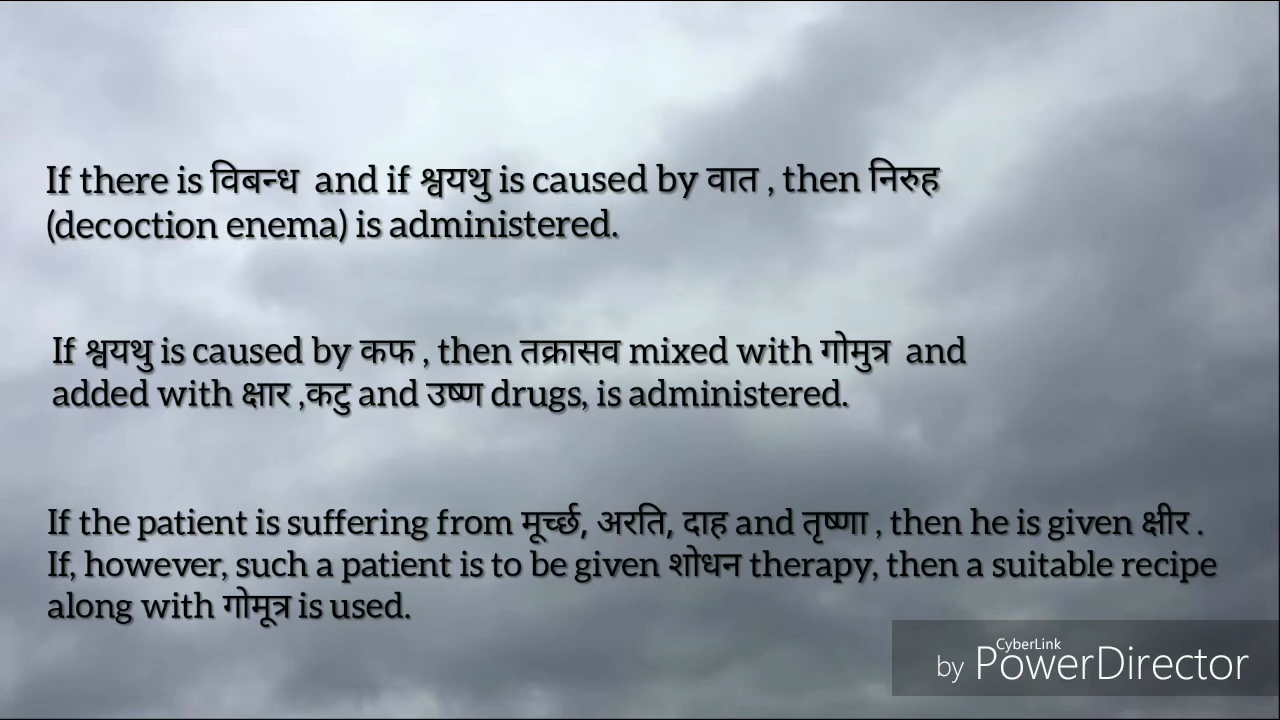 If there is विबन्ध and if श्वयथु is caused by वात , then निरुह
(decoction enema) is administered.
If श्वयथु is caused by कफ , then तक्रासव mixed with गोमुत्र and
added with क्षार ,कटु and उष्ण drugs, is administered.
If the patient is suffering from मूर्च्छ, अरति, दाह and तृष्णा , then he is given क्षीर .
If, however, such a patient is to be given शोधन therapy, then a suitable recipe
along with गोमूत्र is used.
CyberLink
by PowerDirector